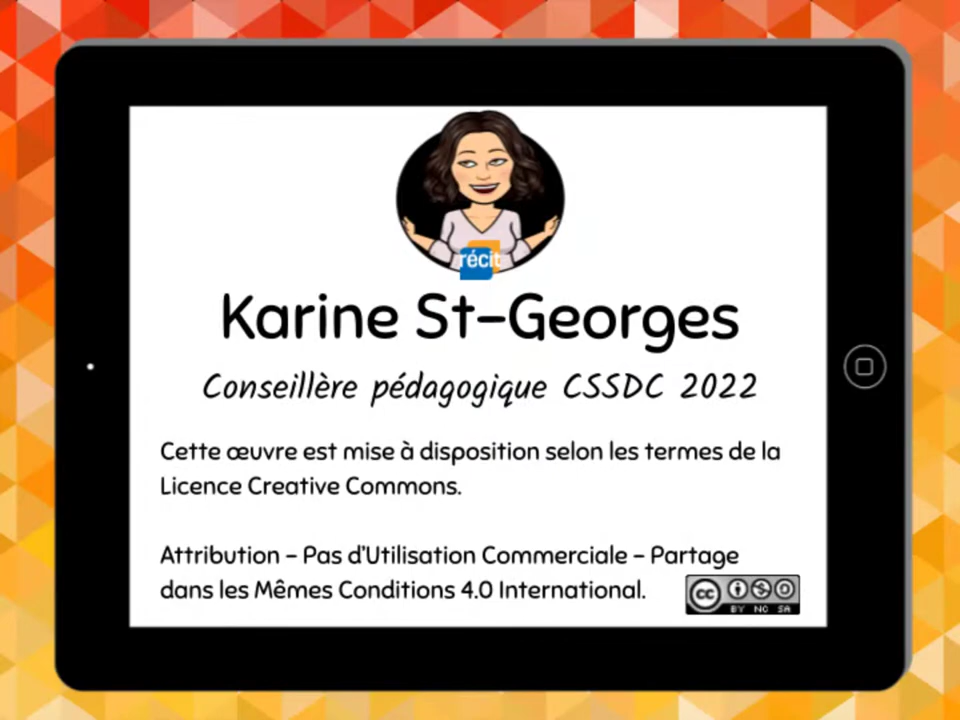 récit
Karine St-Georges
Conseillère pédagogique CSSDC 2022
Cette œuvre est mise à disposition selon les termes de la
Licence Creative Commons.
Attribution - Pas d'Utilisation Commerciale - Partage
dans les Mêmes Conditions 4.0 International.
cc
BY NC SA